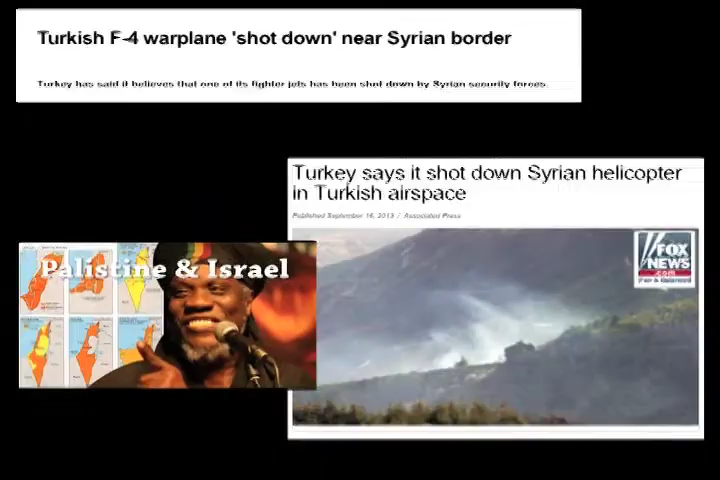 Turkish F-4 warplane 'shot down' near Syrian border
Turkey has said it believes that one of its fighter jets has been shot down by Syrian security forces.
Turkey says it shot down Syrian helicopter
in Turkish airspace
Published September 16, 2013 / Associated Press
FOX
NEWS
.com
Palistine & Israel